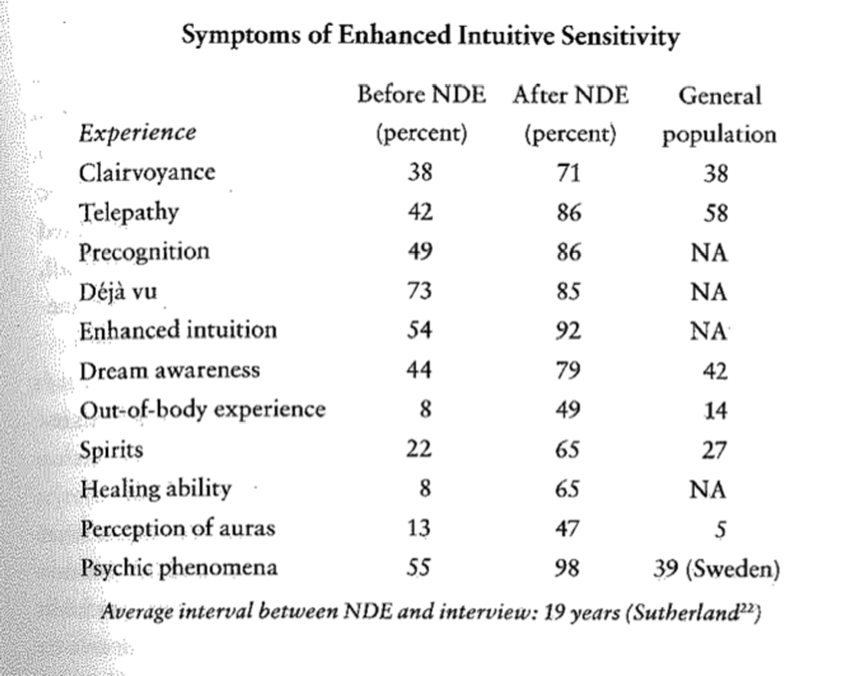 Symptoms of Enhanced Intuitive Sensitivity
Before NDE After NDE General
Experience (percent) (percent) population
Clairvoyance 38 71 38
Telepathy 42 86 58
Precognition 49 86 NA
Déjà vu 73 85 NA
Enhanced intuition 54 92 NA
Dream awareness 44 79 42
Out-of-body experience 8 49 14
Spirits 22 65 27
Healing ability 8 65 NA
Perception of auras 13 47 5
Psychic phenomena 55 98 39 (Sweden)
Average interval between NDE and interview: 19 years (Sutherland²²)